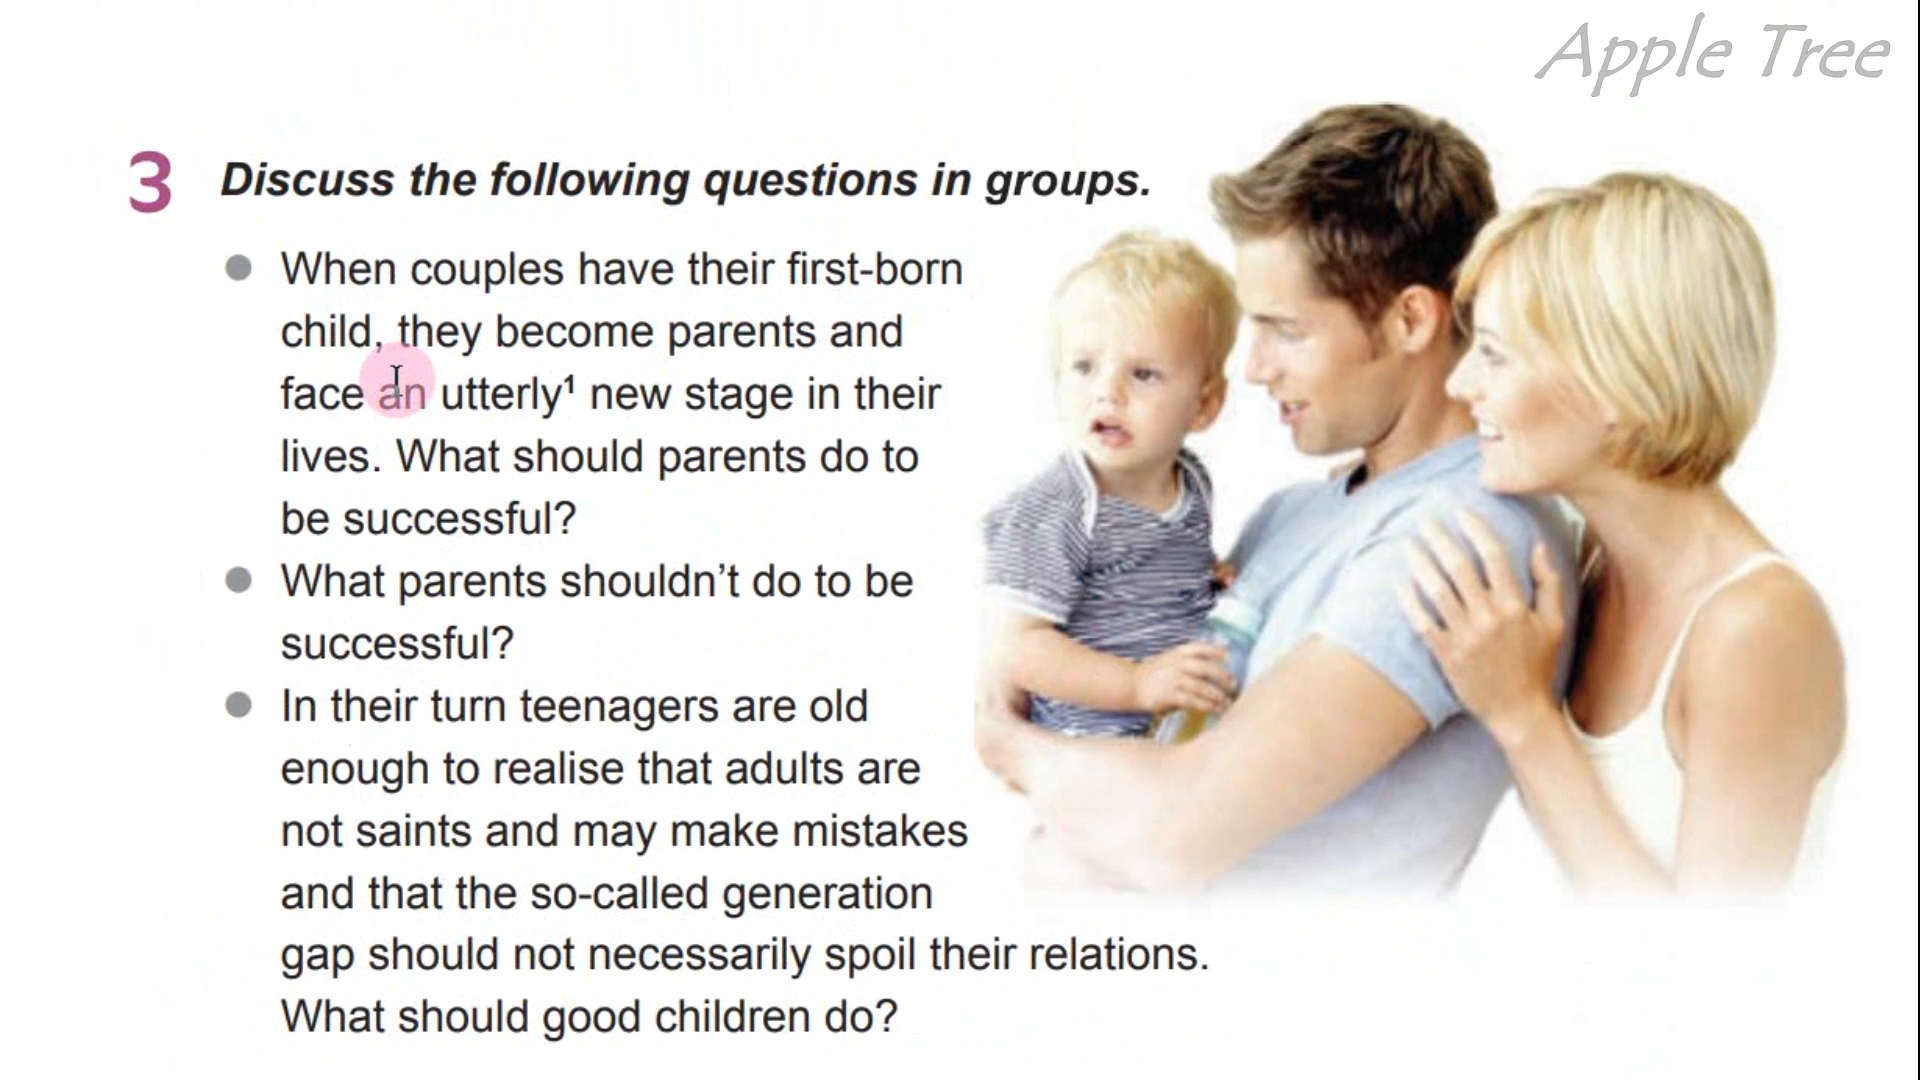 Apple Tree
3 Discuss the following questions in groups.
● When couples have their first-born
child, they become parents and
face an utterly¹ new stage in their
lives. What should parents do to
be successful?
● What parents shouldn’t do to be
successful?
● In their turn teenagers are old
enough to realise that adults are
not saints and may make mistakes
and that the so-called generation
gap should not necessarily spoil their relations.
What should good children do?